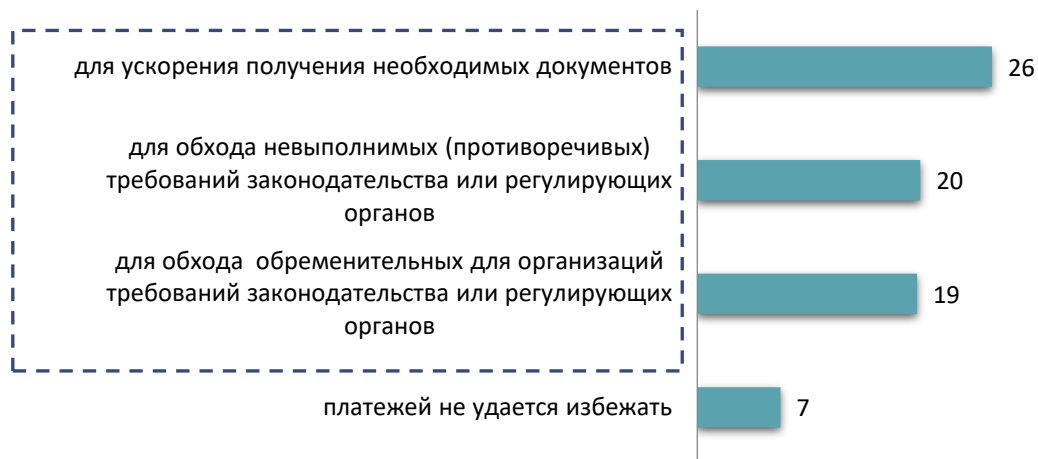 для ускорения получения необходимых документов
26
для обхода невыполнимых (противоречивых)
требований законодательства или регулирующих
органов
20
для обхода обременительных для организаций
требований законодательства или регулирующих
органов
19
платежей не удается избежать
7